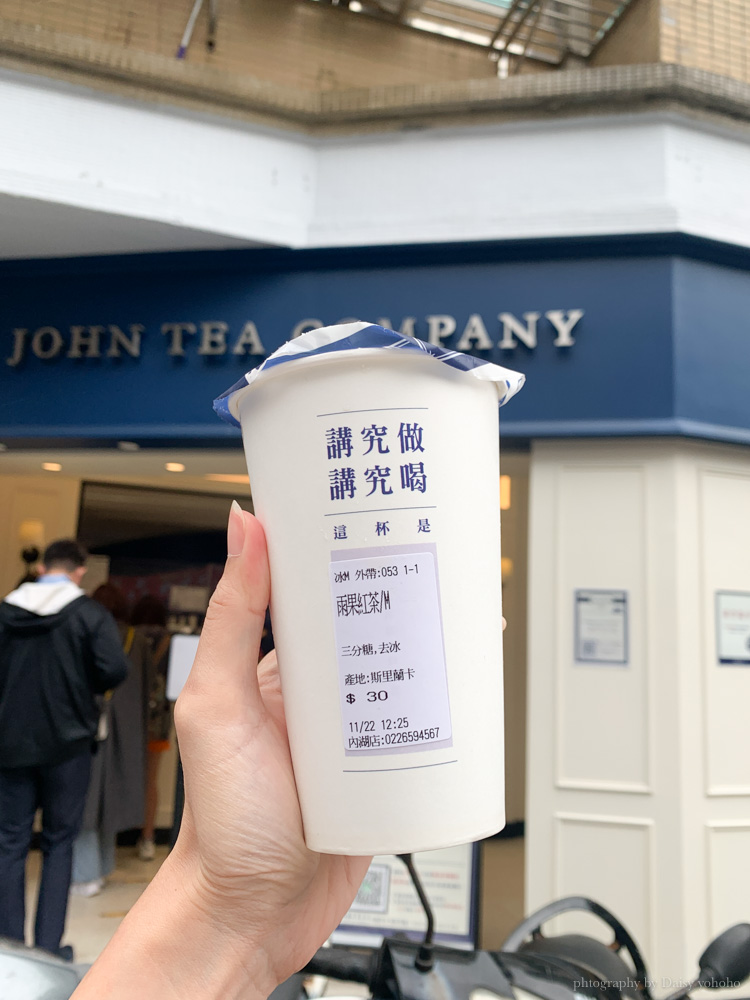 JOHN TEA COMPANY
講究做
講究喝
這 杯 是
冰M 外帶:053 1-1
雨果紅茶/M
三分糖,去冰
產地:斯里蘭卡
$ 30
11/22 12:25
內湖店:0226594567
phtography by Daisy yohoho